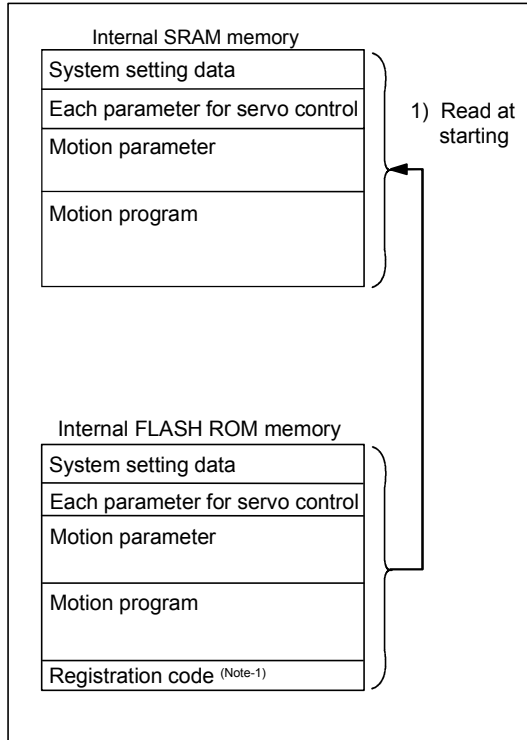 Internal SRAM memory
System setting data
Each parameter for servo control
Motion parameter
Motion program
1) Read at
starting
Internal FLASH ROM memory
System setting data
Each parameter for servo control
Motion parameter
Motion program
Registration code (Note-1)